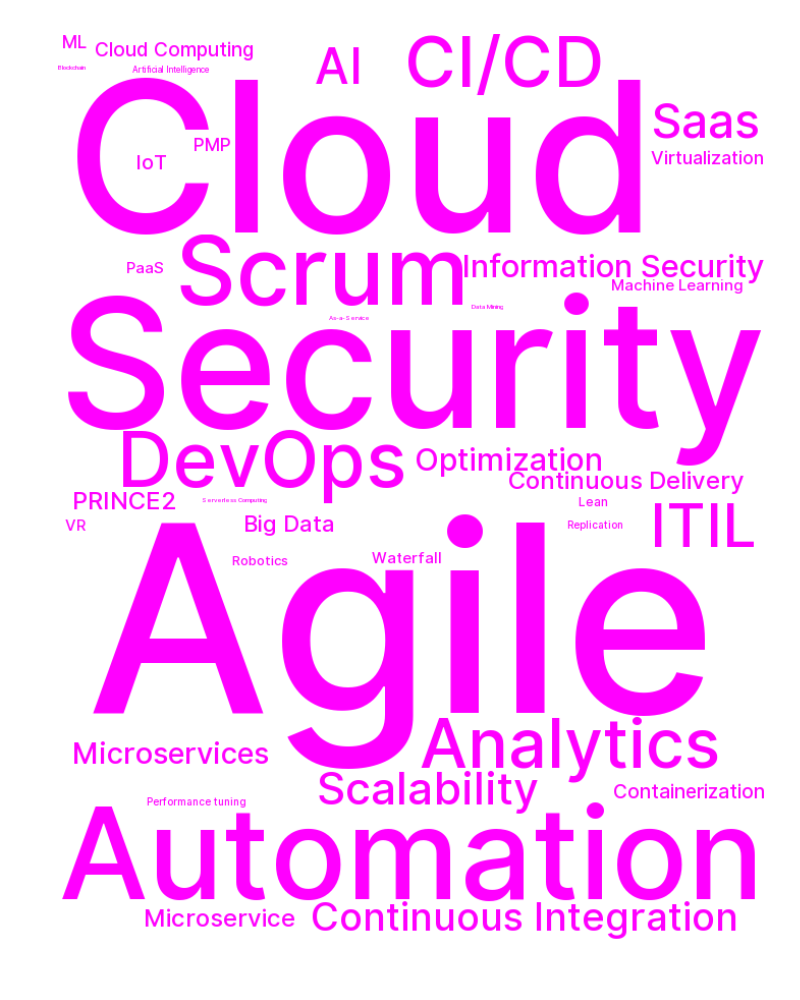 ML
Cloud Computing
AI
CI/CD
Blockchain
Artificial Intelligence
Cloud
Saas
PMP
IoT
Virtualization
Scrum
PaaS
Information Security
Machine Learning
Data Mining
As-a-Service
Security
DevOps
Optimization
Continuous Delivery
PRINCE2
Serverless Computing
Lean
VR
Big Data
Replication
ITIL
Robotics
Waterfall
Agile
Microservices
Analytics
Scalability
Containerization
Performance tuning
Automation
Microservice
Continuous Integration